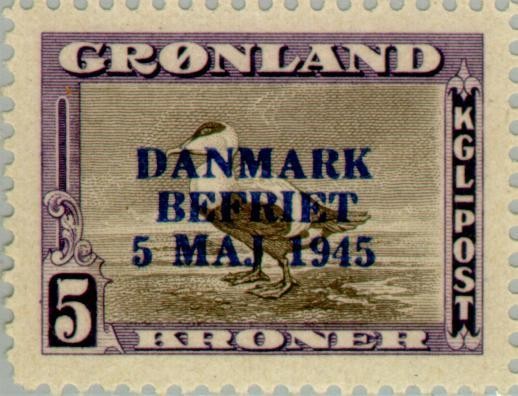 GRØNLAND
DANMARK
BEFRIET
5 MAJ 1945
KGL-POST
5
KRONER